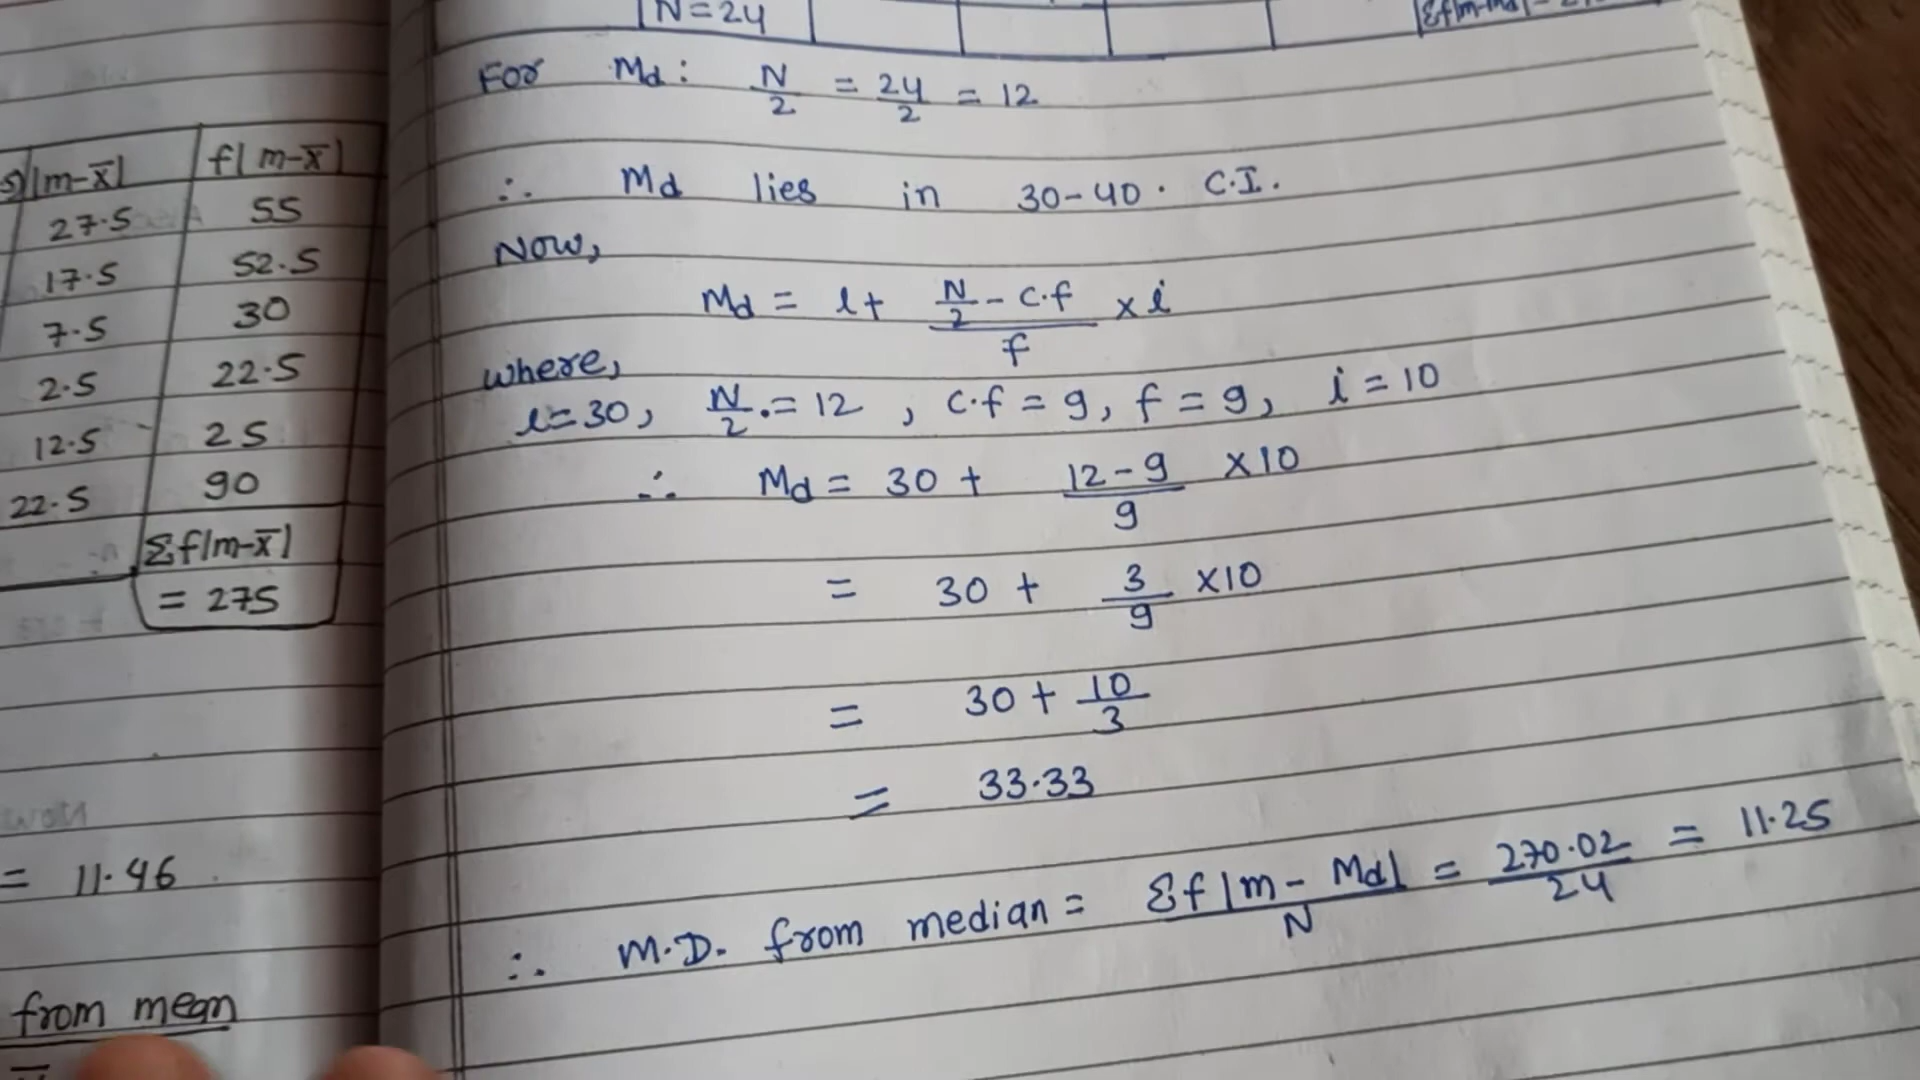 |m-x̄| f|m-x̄|
27.5 55
17.5 52.5
7.5 30
2.5 22.5
12.5 25
22.5 90
Σf|m-x̄|
= 275
= 11.46
from mean
N=24
For Md: N/2 = 24/2 = 12
∴ Md lies in 30-40. C.I.
Now,
Md = l + (N/2 - c.f)/f × i
where,
l=30, N/2.=12, c.f = 9, f = 9, i = 10
∴ Md = 30 + (12-9)/9 ×10
= 30 + 3/9 ×10
= 30 + 10/3
= 33.33
∴ M.D. from median = Σf|m-Md|/N = 270.02/24 = 11.25